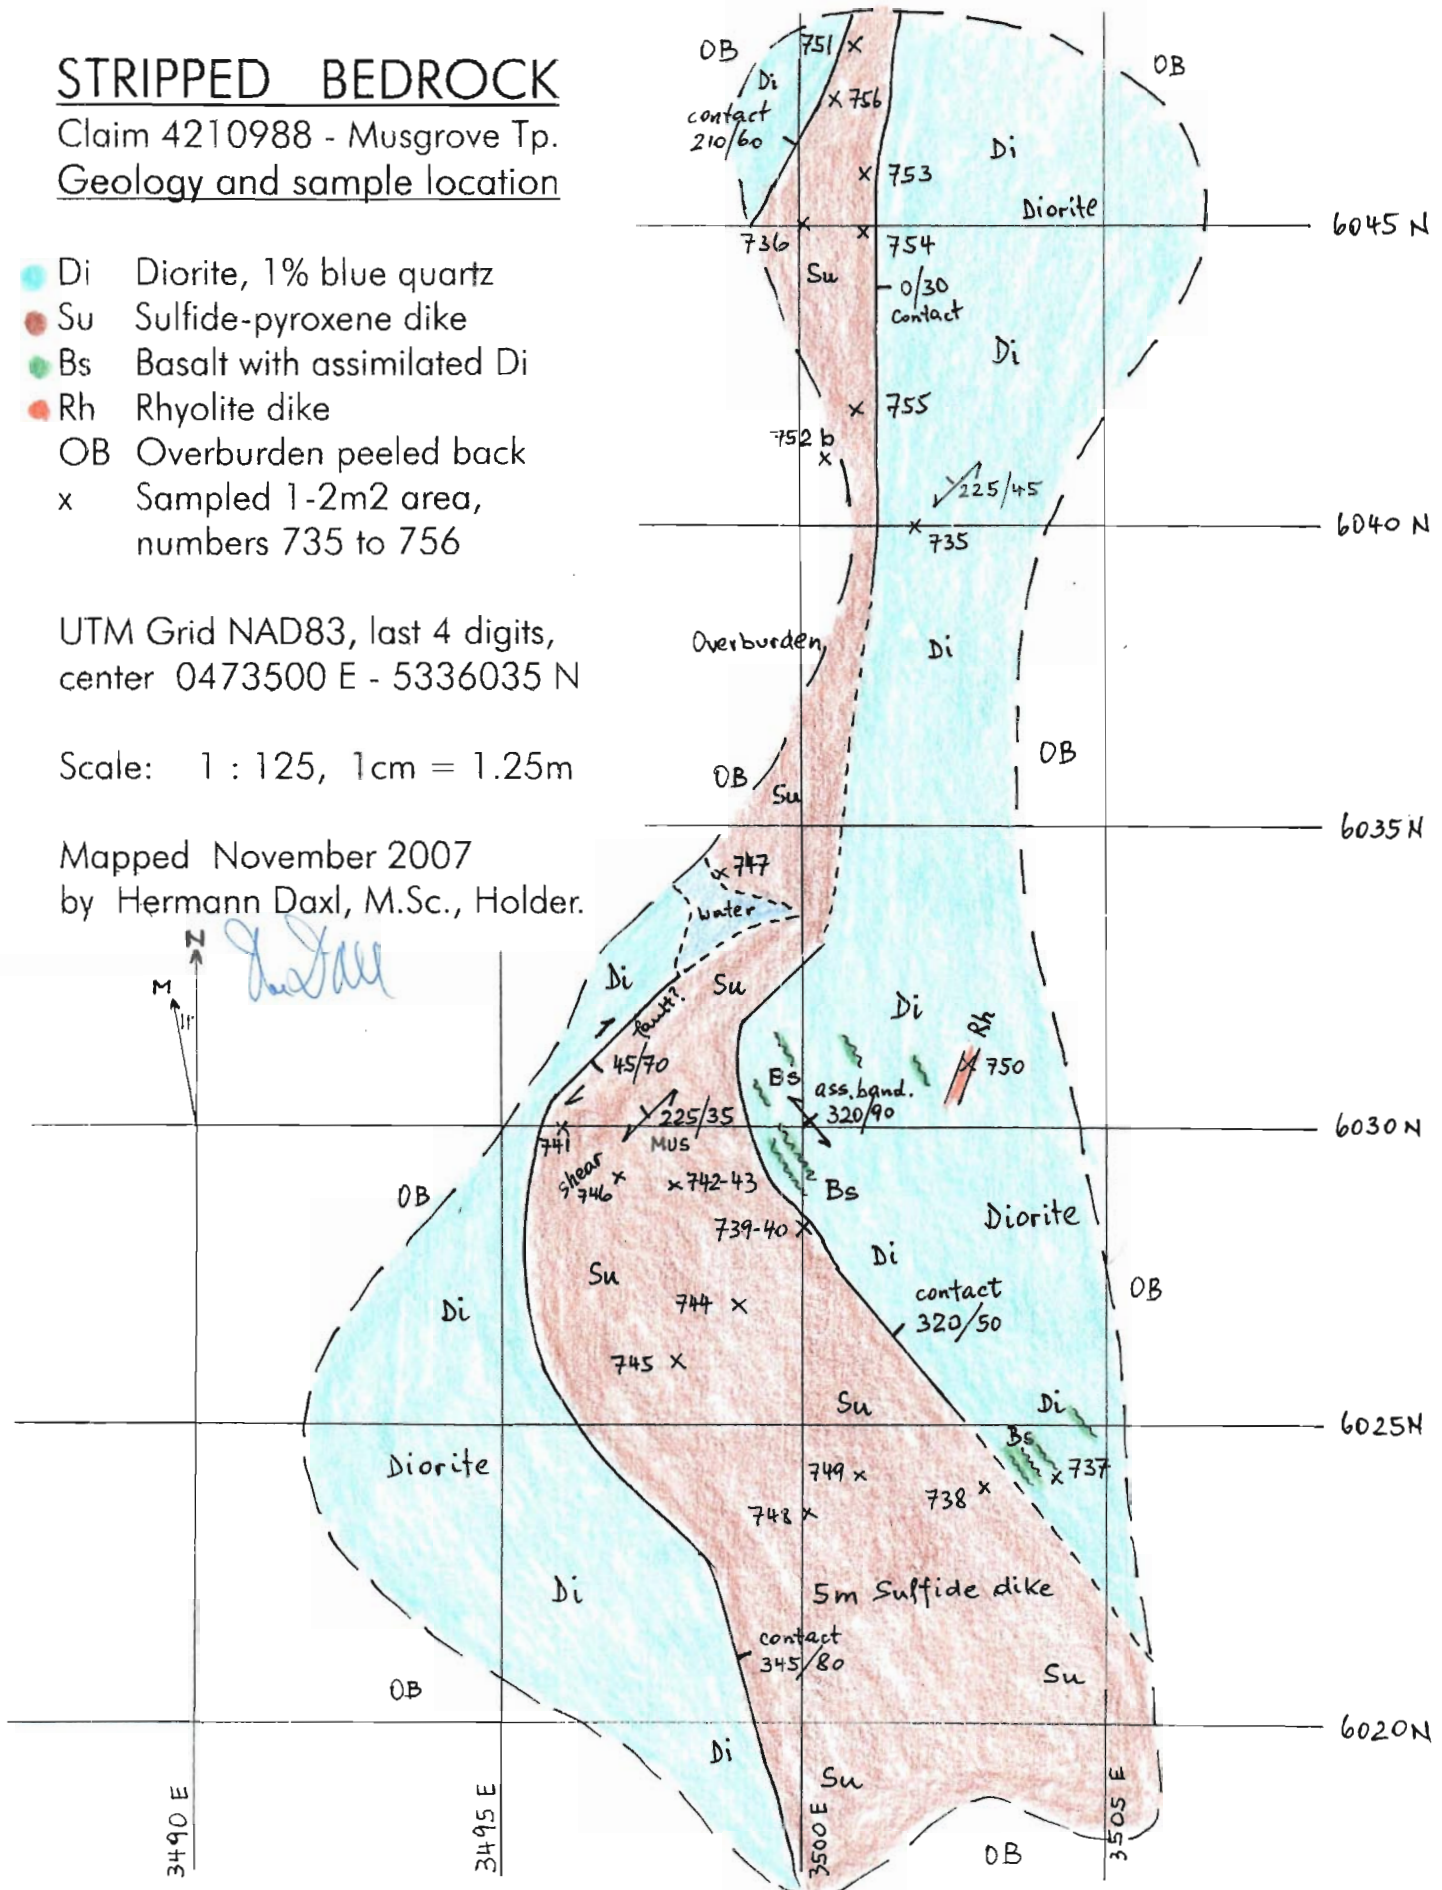 STRIPPED BEDROCK
Claim 4210988 - Musgrove Tp.
Geology and sample location
Di Diorite, 1% blue quartz
Su Sulfide-pyroxene dike
Bs Basalt with assimilated Di
Rh Rhyolite dike
OB Overburden peeled back
x Sampled 1-2m2 area,
numbers 735 to 756
UTM Grid NAD83, last 4 digits,
center 0473500 E - 5336035 N
Scale: 1 : 125, 1cm = 1.25m
Mapped November 2007
by Hermann Daxl, M.Sc., Holder.
N
M
OB
751 x
OB
Di
x 756
contact
210/60
Di
x 753
Diorite
736 x
6045 N
x 754
Su
0/30
contact
Di
x 755
752 b
x
225/45
6040 N
x 735
Overburden
Di
OB
OB
Su
6035 N
x 747
water
Di
Su
fault?
Di
Rh
45/70
Bs
x 750
ass. band.
320/90
225/35
x 741
Mus
6030 N
shear
746 x
x 742-43
Bs
OB
739-40 x
Diorite
Di
Su
contact
320/50
OB
Di
744 x
745 x
Su
Di
6025 N
Bs
Diorite
749 x
x 737
738 x
748 x
Di
5m Sulfide dike
contact
345/80
Su
OB
6020 N
Di
Su
OB
3490 E
3495 E
3500 E
3505 E